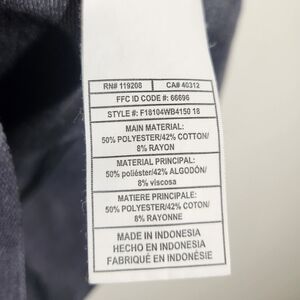 RN# 119208 CA# 40312
FFC ID CODE#: 66696
STYLE #: F18104WB4150 18
MAIN MATERIAL:
50% POLYESTER/42% COTTON/
8% RAYON
MATERIAL PRINCIPAL:
50% poliéster/42% ALGODÓN/
8% viscosa
MATIERE PRINCIPALE:
50% POLYESTER/42% COTON/
8% RAYONNE
MADE IN INDONESIA
HECHO EN INDONESIA
FABRIQUÉ EN INDONÉSIE